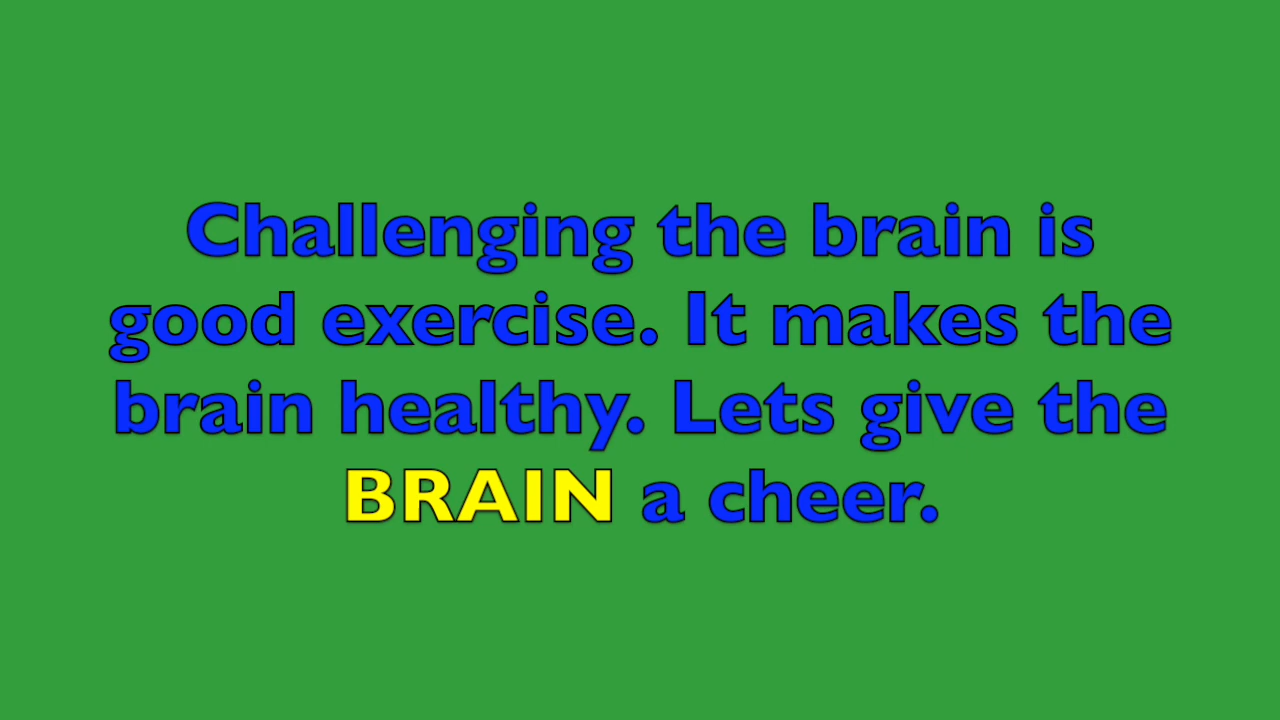 Challenging the brain is
good exercise. It makes the
brain healthy. Lets give the
BRAIN a cheer.